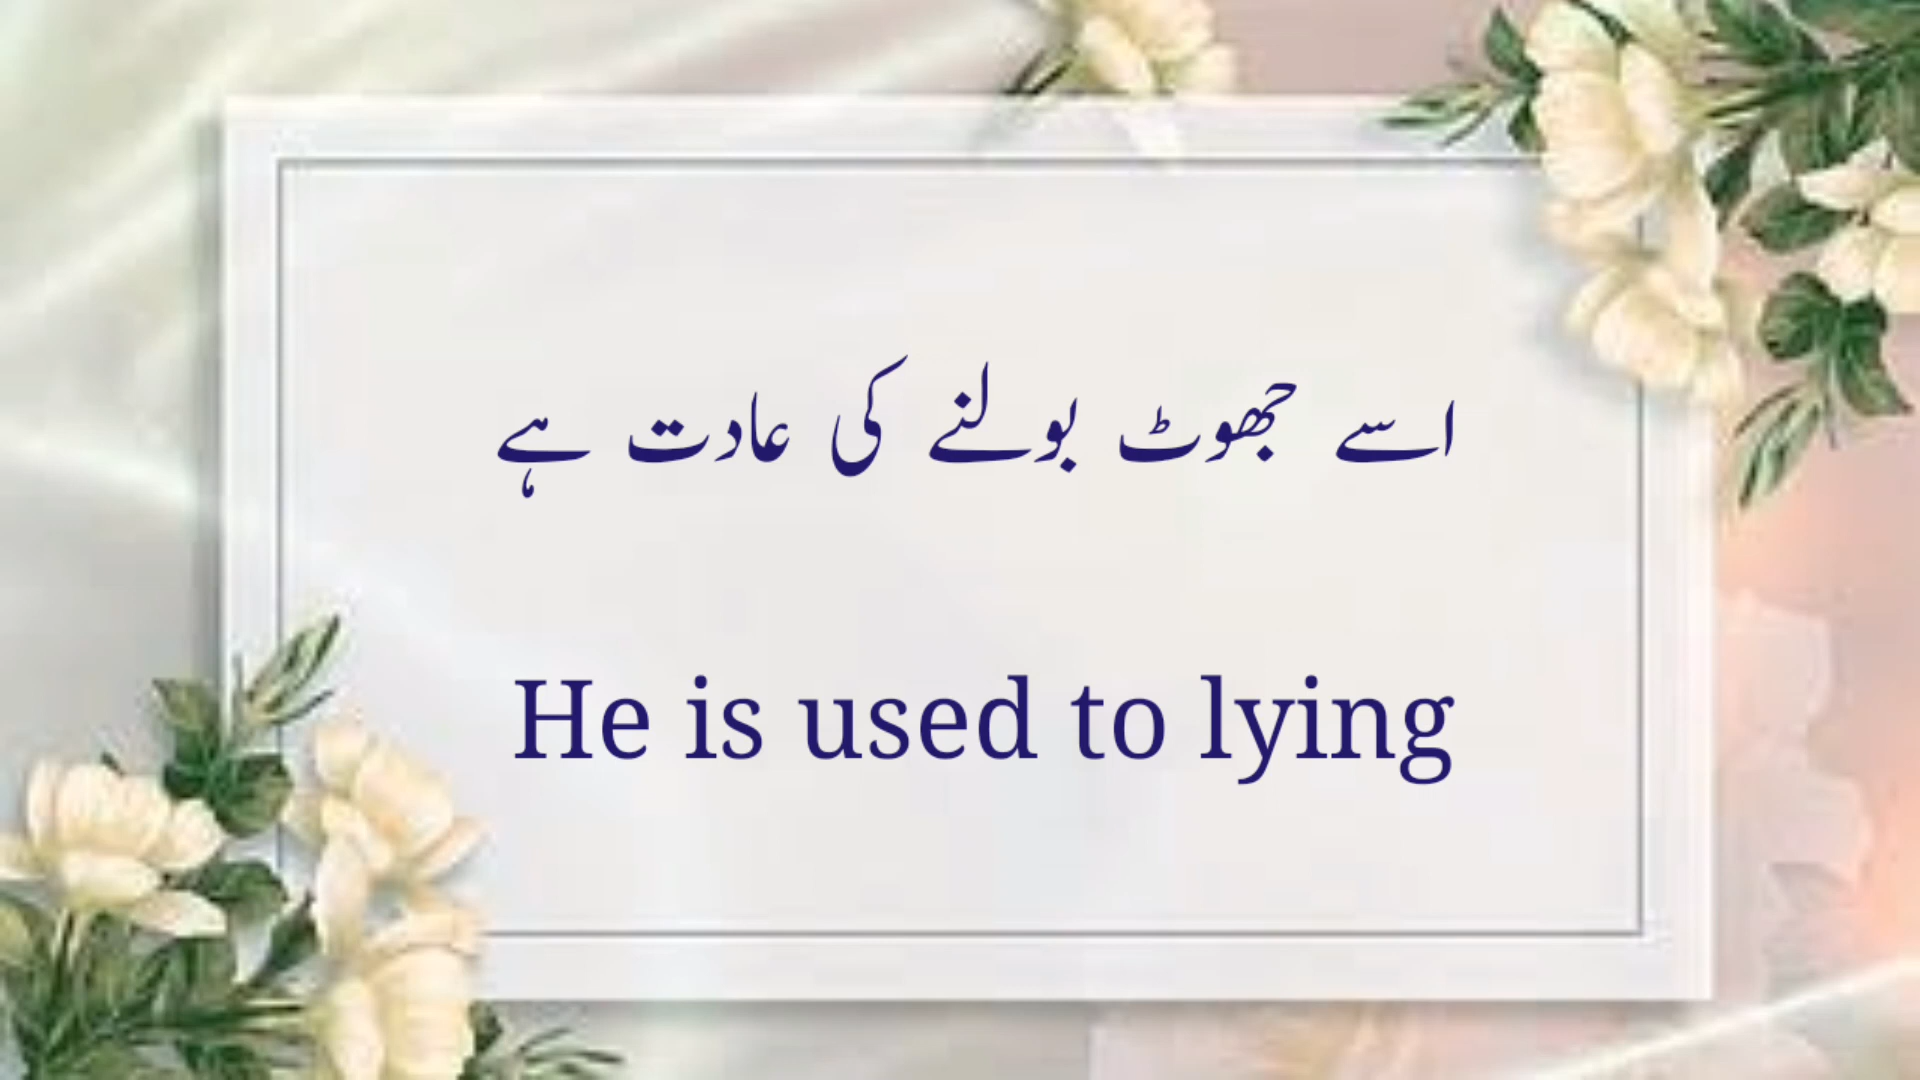 اسے جھوٹ بولنے کی عادت ہے
He is used to lying